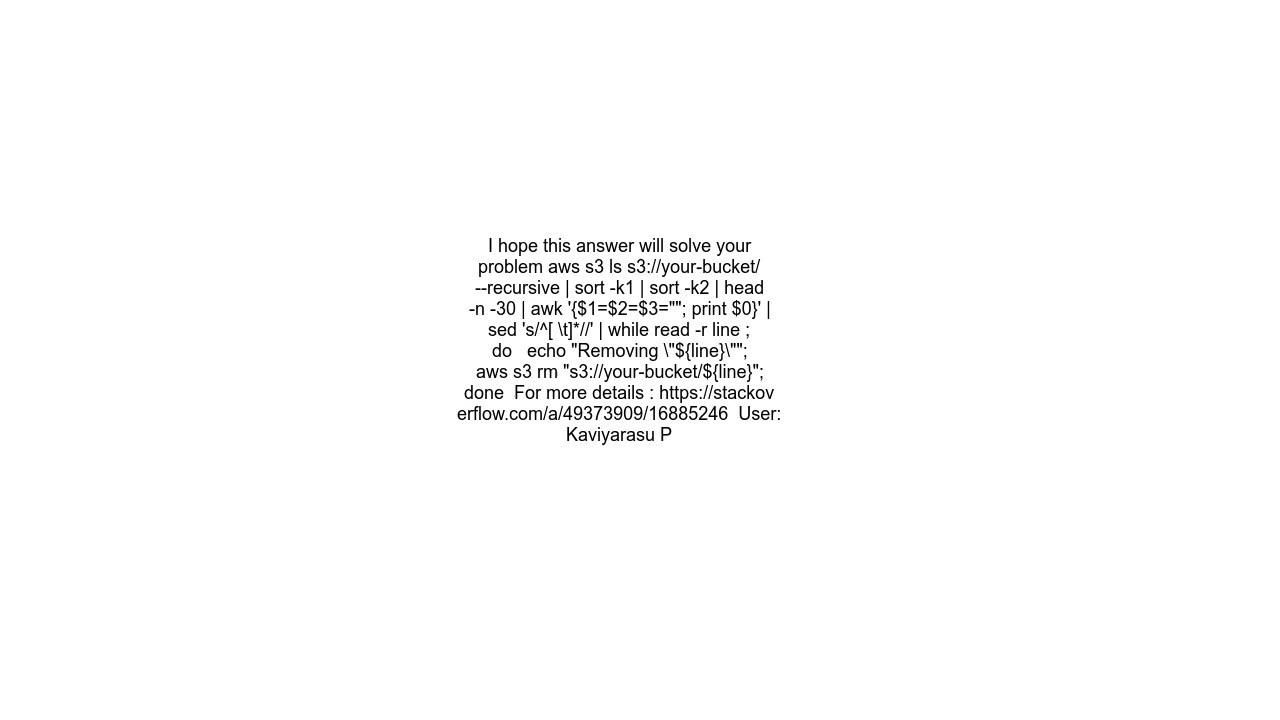 I hope this answer will solve your
problem aws s3 ls s3://your-bucket/
--recursive | sort -k1 | sort -k2 | head
-n -30 | awk '{$1=$2=$3=""; print $0}' |
sed 's/^[ \t]*//' | while read -r line ;
do   echo "Removing \"${line}\"";
aws s3 rm "s3://your-bucket/${line}";
done  For more details : https://stackov
erflow.com/a/49373909/16885246  User:
Kaviyarasu P